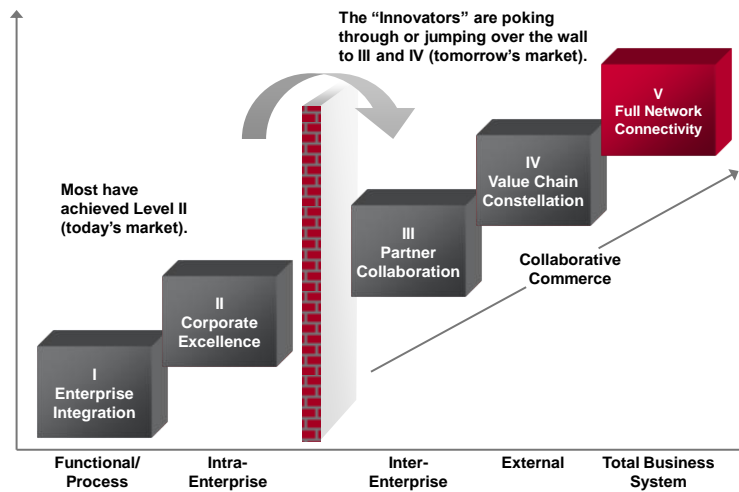 The “Innovators” are poking
through or jumping over the wall
to III and IV (tomorrow’s market).
V
Full Network
Connectivity
IV
Value Chain
Constellation
Most have
achieved Level II
(today’s market).
III
Partner
Collaboration
Collaborative
Commerce
II
Corporate
Excellence
I
Enterprise
Integration
Functional/
Process
Intra-
Enterprise
Inter-
Enterprise
External
Total Business
System